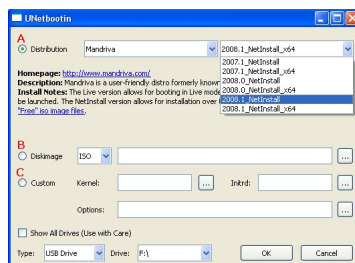 UNetbootin
A
Distribution Mandriva 2008.1_NetInstall_x64
2007.1_NetInstall
2007.1_NetInstall_x64
2008.0_NetInstall
2008.0_NetInstall_x64
2008.1_NetInstall
2008.1_NetInstall_x64
Homepage: http://www.mandriva.com/
Description: Mandriva is a user-friendly distro formerly known
Install Notes: The Live version allows for booting in Live mode
be launched. The NetInstall version allows for installation over
"Free" iso image files.
B
Diskimage ISO ...
C
Custom Kernel: ... Initrd: ...
Options: ...
Show All Drives (Use with Care)
Type: USB Drive Drive: F:\ OK Cancel